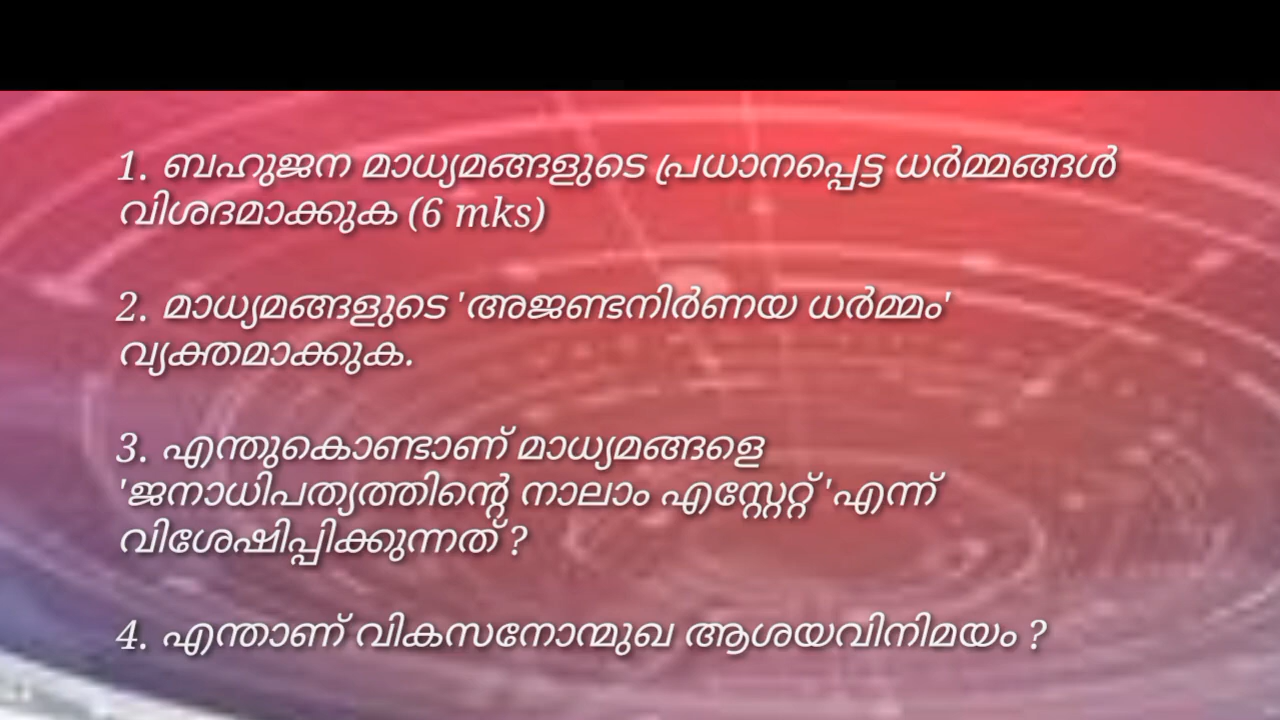 1. ബഹുജന മാധ്യമങ്ങളുടെ പ്രധാനപ്പെട്ട ധർമ്മങ്ങൾ
വിശദമാക്കുക (6 mks)
2. മാധ്യമങ്ങളുടെ 'അജണ്ടനിർണയ ധർമ്മം'
വ്യക്തമാക്കുക.
3. എന്തുകൊണ്ടാണ് മാധ്യമങ്ങളെ
'ജനാധിപത്യത്തിന്റെ നാലാം എസ്റ്റേറ്റ് 'എന്ന്
വിശേഷിപ്പിക്കുന്നത് ?
4. എന്താണ് വികസനോന്മുഖ ആശയവിനിമയം ?